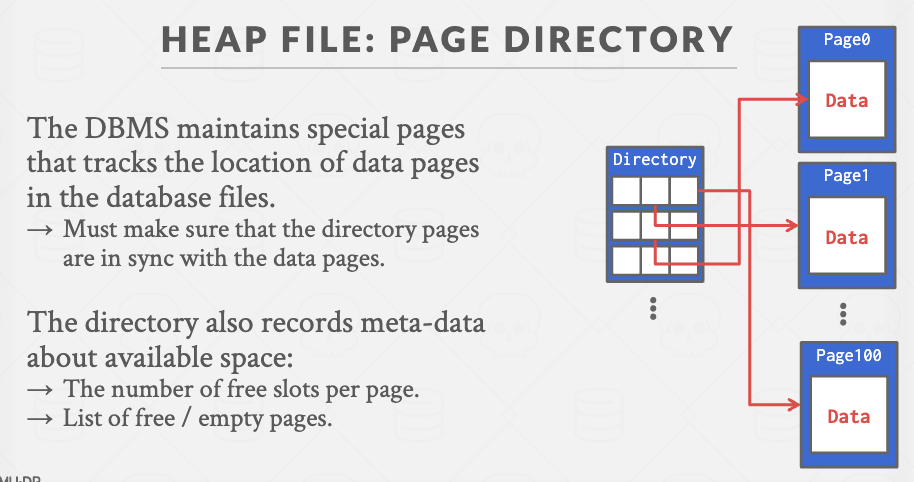 HEAP FILE: PAGE DIRECTORY
The DBMS maintains special pages
that tracks the location of data pages
in the database files.
→ Must make sure that the directory pages
are in sync with the data pages.
The directory also records meta-data
about available space:
→ The number of free slots per page.
→ List of free / empty pages.
Directory
Page0
Data
Page1
Data
Page100
Data